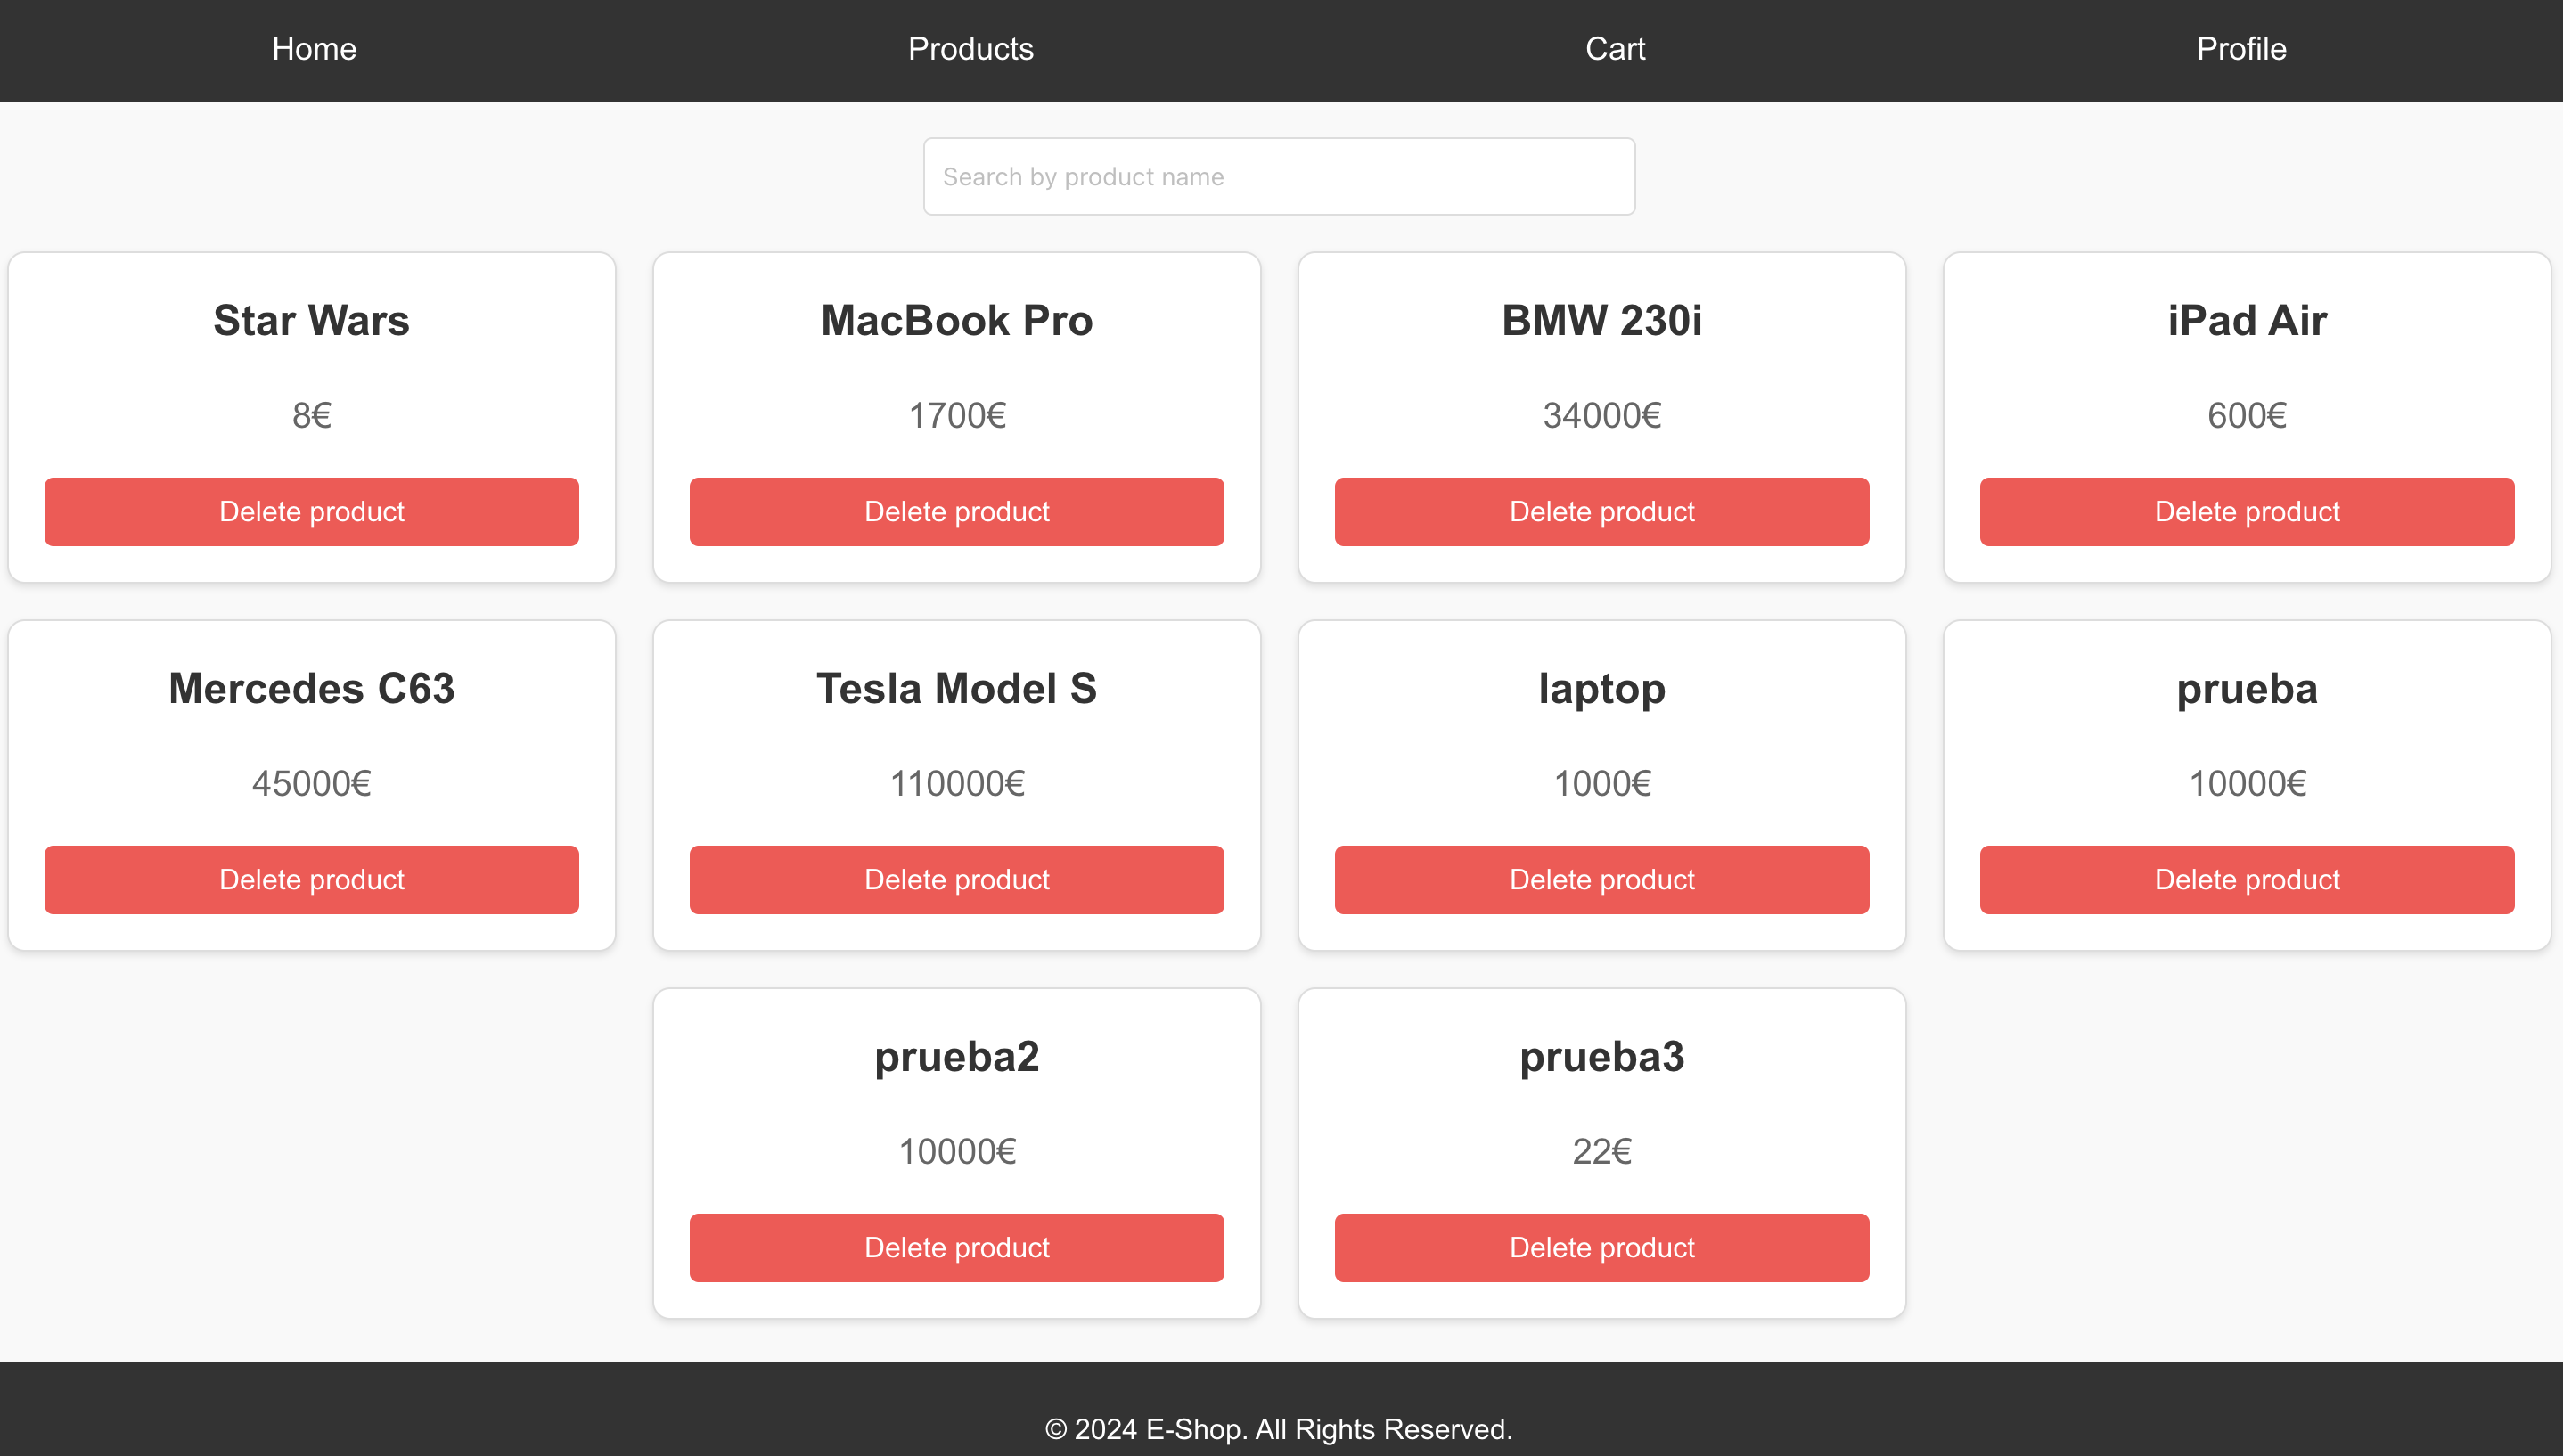 Home Products Cart Profile
Search by product name
Star Wars MacBook Pro BMW 230i iPad Air
8€ 1700€ 34000€ 600€
Delete product Delete product Delete product Delete product
Mercedes C63 Tesla Model S laptop prueba
45000€ 110000€ 1000€ 10000€
Delete product Delete product Delete product Delete product
prueba2 prueba3
10000€ 22€
Delete product Delete product
© 2024 E-Shop. All Rights Reserved.